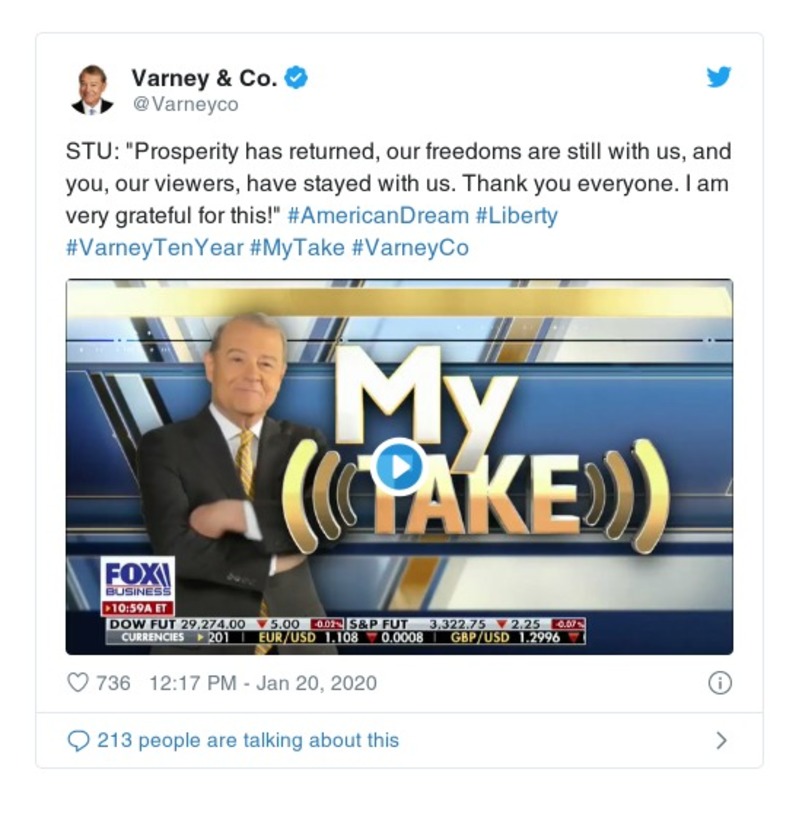 Varney & Co.
@Varneyco
STU: "Prosperity has returned, our freedoms are still with us, and
you, our viewers, have stayed with us. Thank you everyone. I am
very grateful for this!" #AmericanDream #Liberty
#VarneyTenYear #MyTake #VarneyCo
My
TAKE
FOX
BUSINESS
10:59A ET
DOW FUT 29,274.00 ▼5.00 -0.02% S&P FUT 3,322.75 ▼2.25 -0.07%
CURRENCIES ▸201 EUR/USD 1.108 ▼0.0008 GBP/USD 1.2996 ▼
736 12:17 PM - Jan 20, 2020
213 people are talking about this